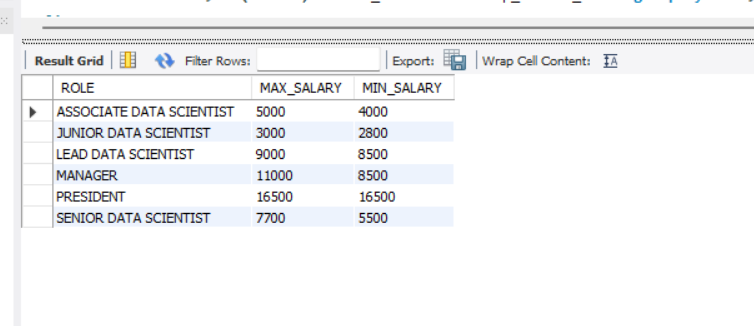 Result Grid Filter Rows: Export: Wrap Cell Content: IA
ROLE MAX_SALARY MIN_SALARY
ASSOCIATE DATA SCIENTIST 5000 4000
JUNIOR DATA SCIENTIST 3000 2800
LEAD DATA SCIENTIST 9000 8500
MANAGER 11000 8500
PRESIDENT 16500 16500
SENIOR DATA SCIENTIST 7700 5500